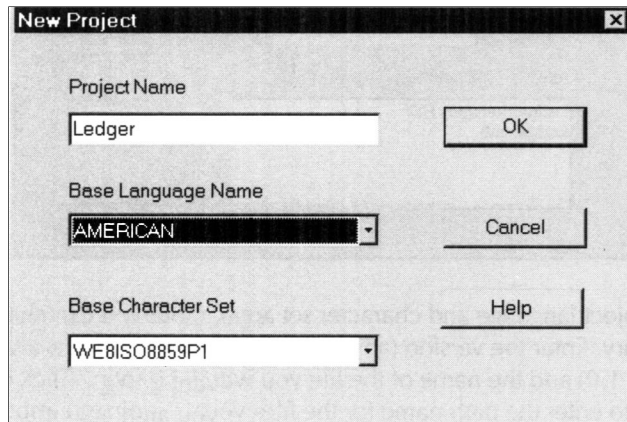 New Project
Project Name
Ledger
OK
Base Language Name
AMERICAN
Cancel
Base Character Set
Help
WE8ISO8859P1